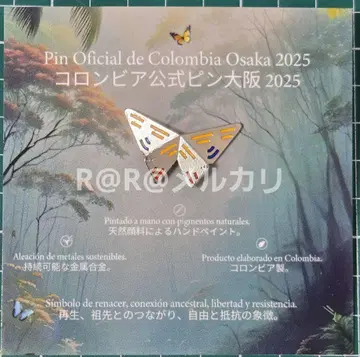 Pin Oficial de Colombia Osaka 2025
コロンビア公式ピン大阪 2025
R@R@メルカリ
Pintado a mano con pigmentos naturales.
天然顔料によるハンドペイント。
Aleación de metales sostenibles.
持続可能な金属合金。
Producto elaborado en Colombia.
コロンビア製。
Símbolo de renacer, conexión ancestral, libertad y resistencia.
再生、祖先とのつながり、自由と抵抗の象徴。